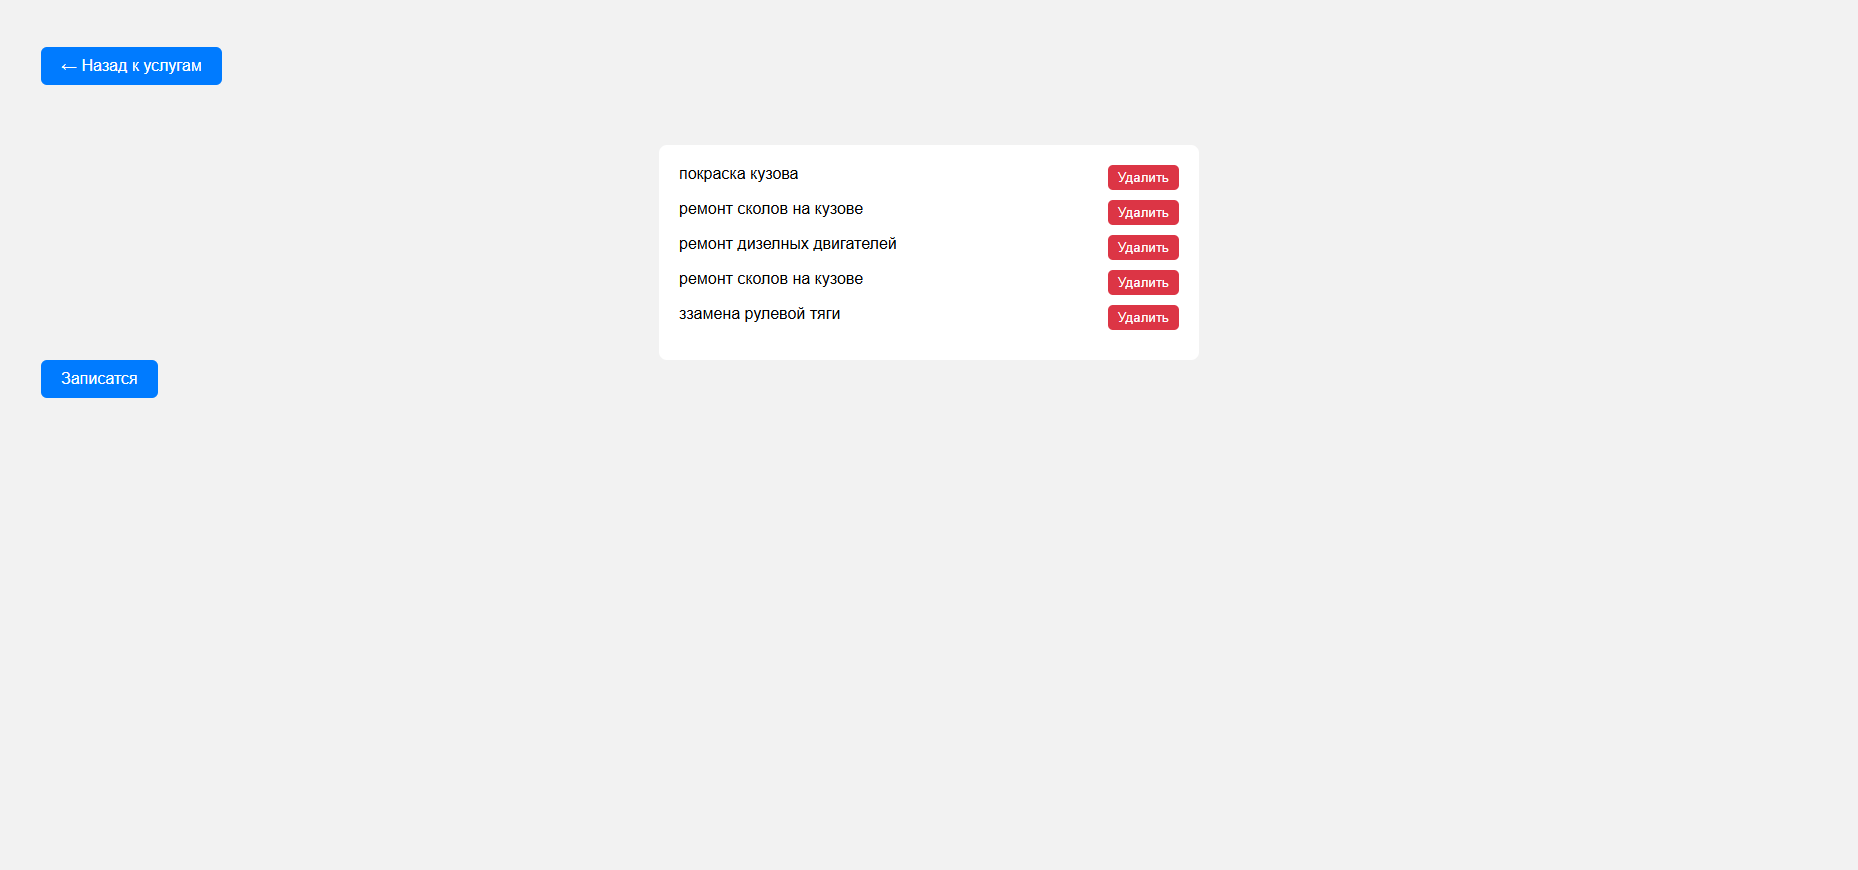 ← Назад к услугам
покраска кузова Удалить
ремонт сколов на кузове Удалить
ремонт дизелных двигателей Удалить
ремонт сколов на кузове Удалить
ззамена рулевой тяги Удалить
Записатся